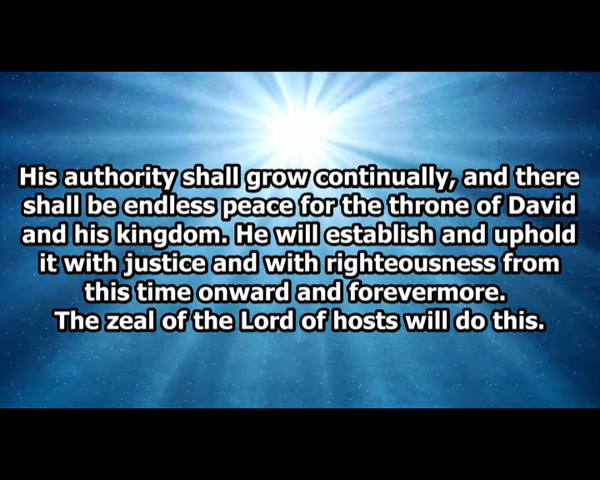 His authority shall grow continually, and there
shall be endless peace for the throne of David
and his kingdom. He will establish and uphold
it with justice and with righteousness from
this time onward and forevermore.
The zeal of the Lord of hosts will do this.